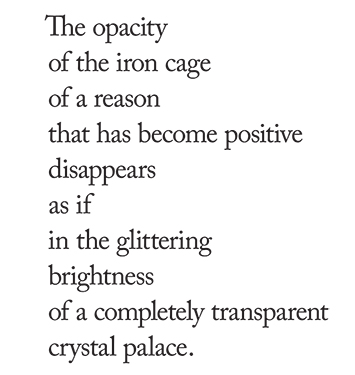 The opacity
of the iron cage
of a reason
that has become positive
disappears
as if
in the glittering
brightness
of a completely transparent
crystal palace.